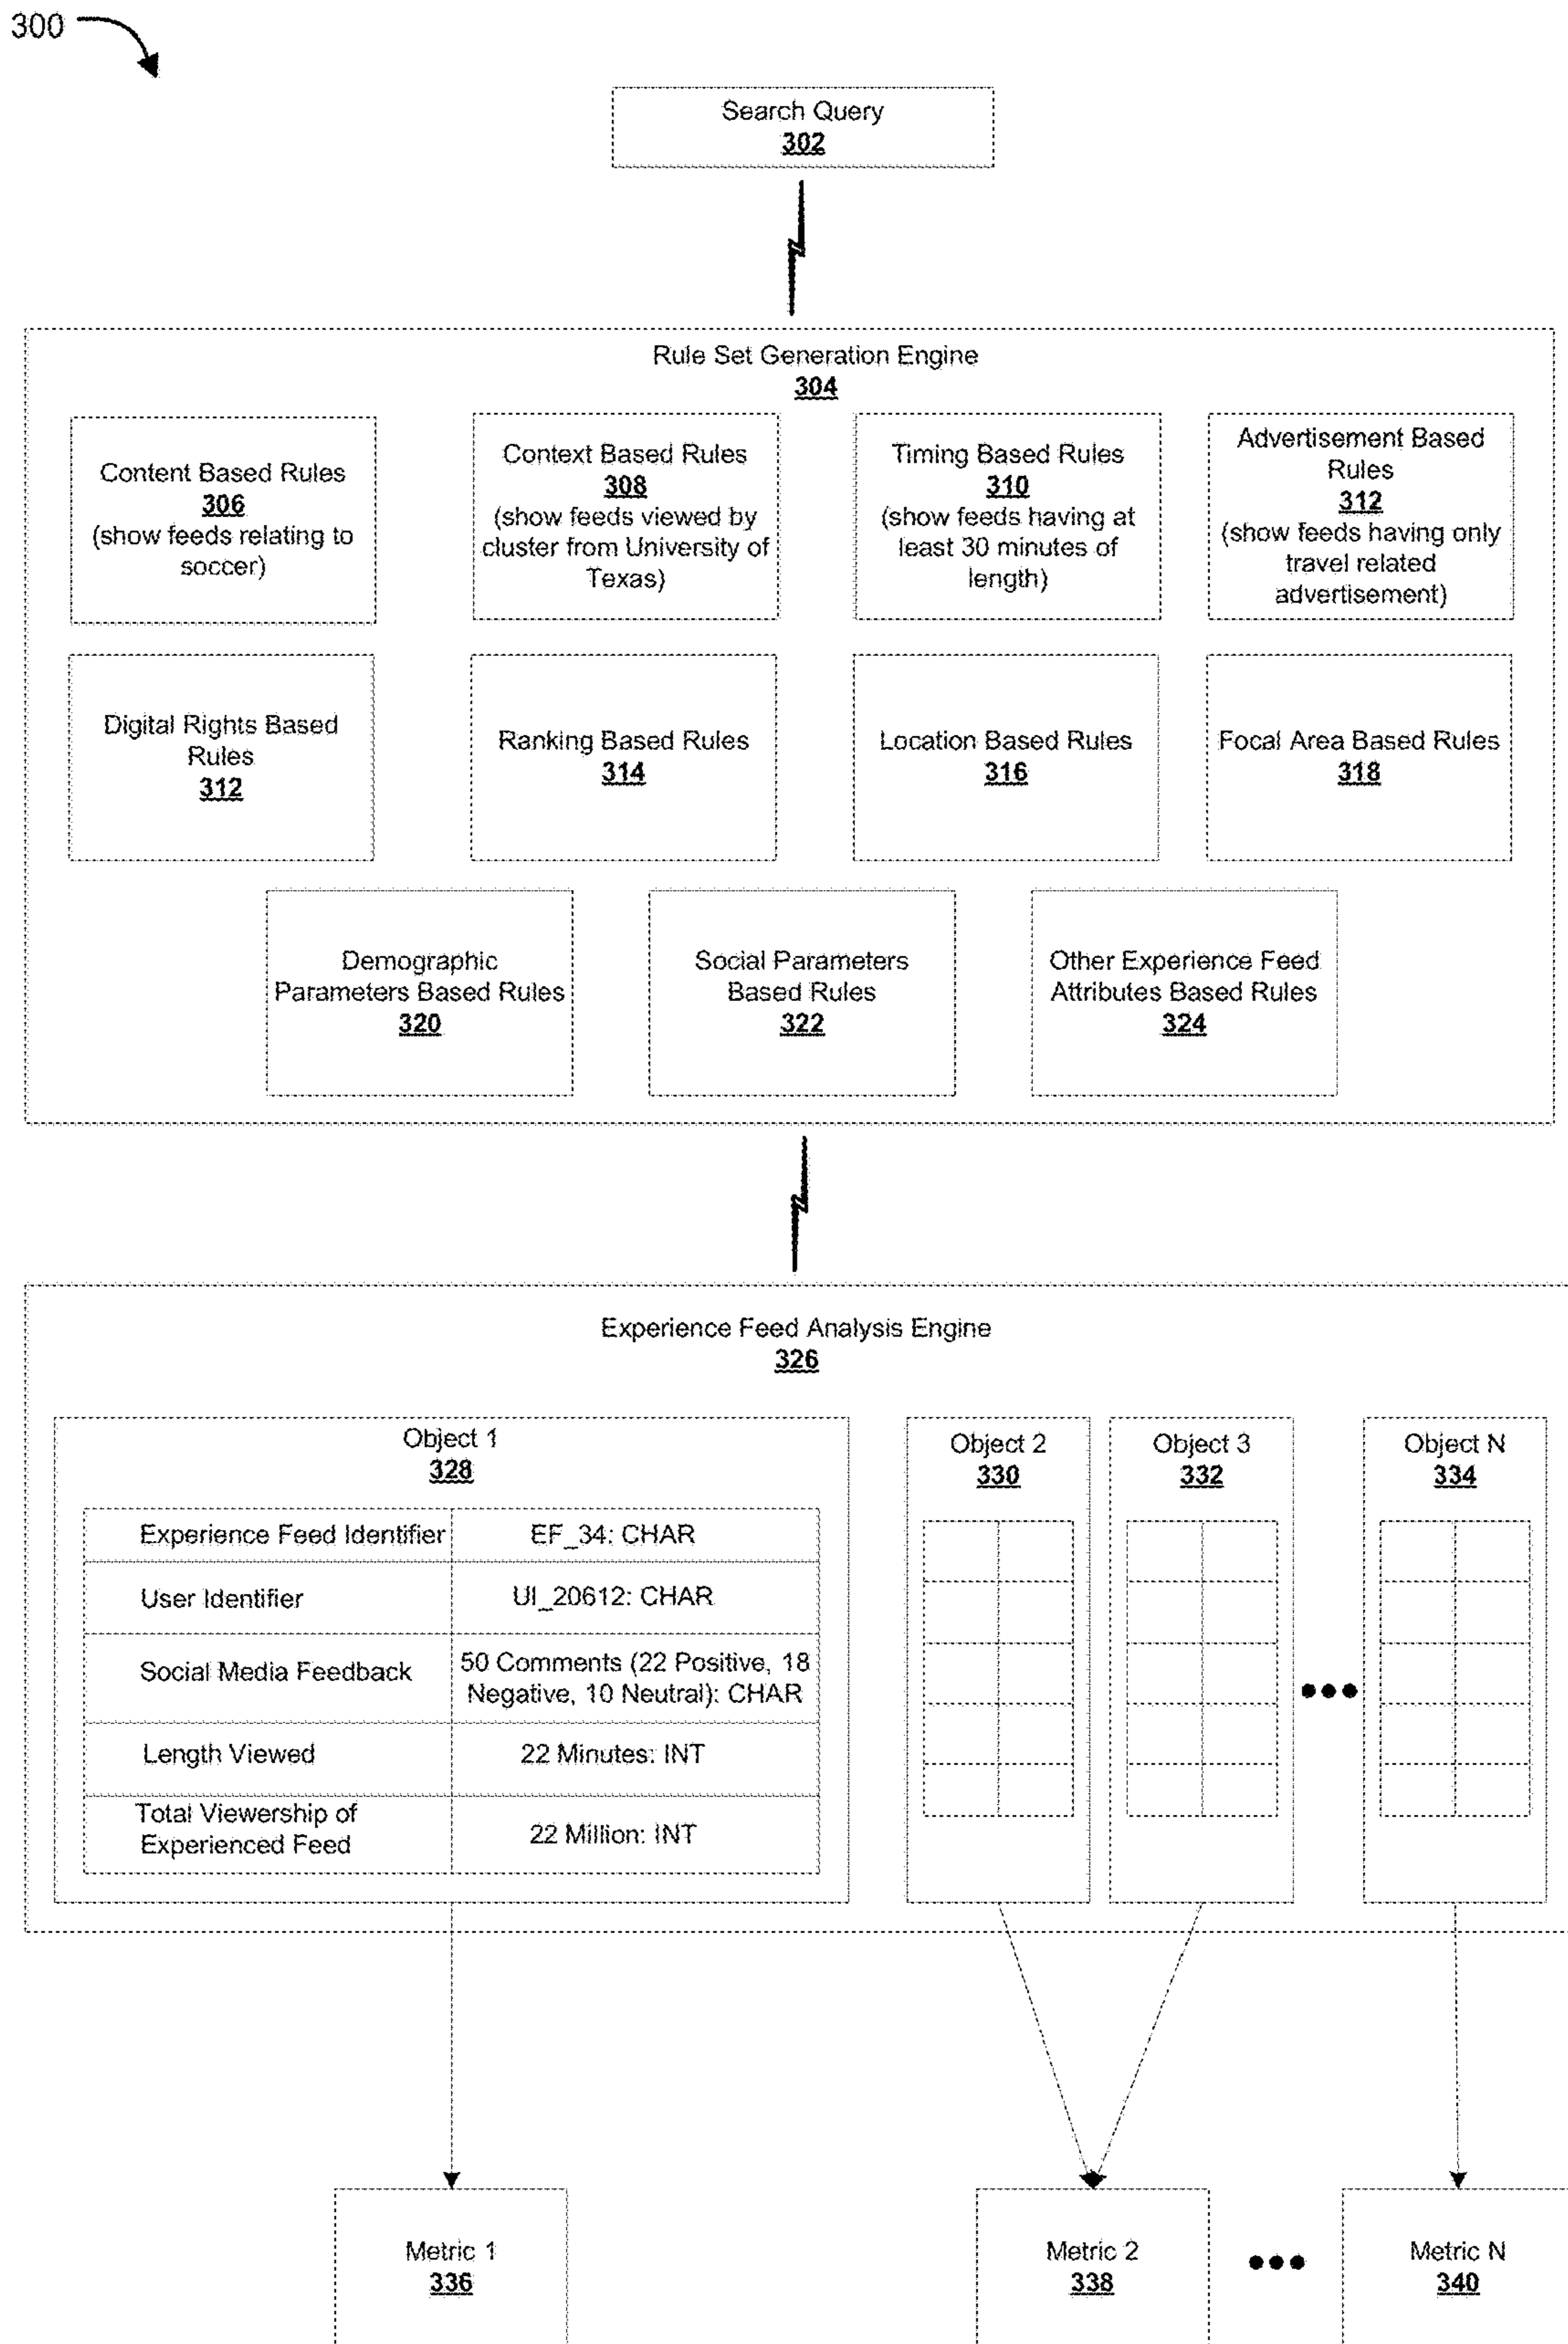 300
Search Query
302
Rule Set Generation Engine
304
Content Based Rules
306
(show feeds relating to
soccer)
Context Based Rules
308
(show feeds viewed by
cluster from University of
Texas)
Timing Based Rules
310
(show feeds having at
least 30 minutes of
length)
Advertisement Based
Rules
312
(show feeds having only
travel related
advertisement)
Digital Rights Based
Rules
312
Ranking Based Rules
314
Location Based Rules
316
Focal Area Based Rules
318
Demographic
Parameters Based Rules
320
Social Parameters
Based Rules
322
Other Experience Feed
Attributes Based Rules
324
Experience Feed Analysis Engine
326
Object 1
328
Experience Feed Identifier
EF_34: CHAR
User Identifier
UI_20612: CHAR
Social Media Feedback
50 Comments (22 Positive, 18
Negative, 10 Neutral): CHAR
Length Viewed
22 Minutes: INT
Total Viewership of
Experienced Feed
22 Million: INT
Object 2
330
Object 3
332
Object N
334
Metric 1
336
Metric 2
338
Metric N
340